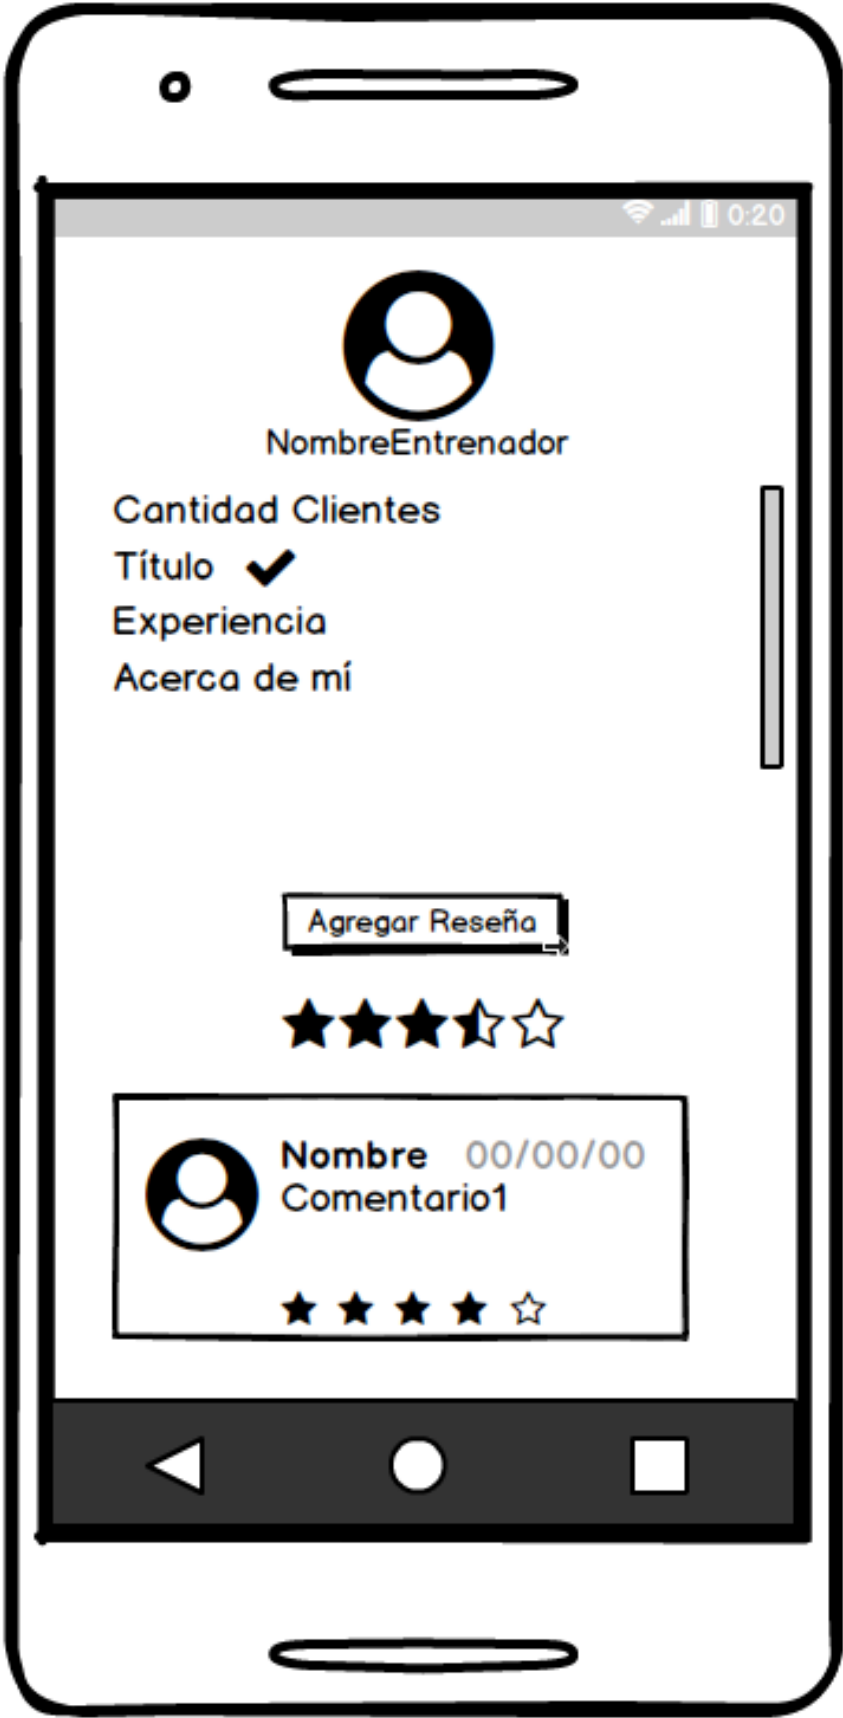 0:20
NombreEntrenador
Cantidad Clientes
Título
Experiencia
Acerca de mí
Agregar Reseña
Nombre 00/00/00
Comentario1